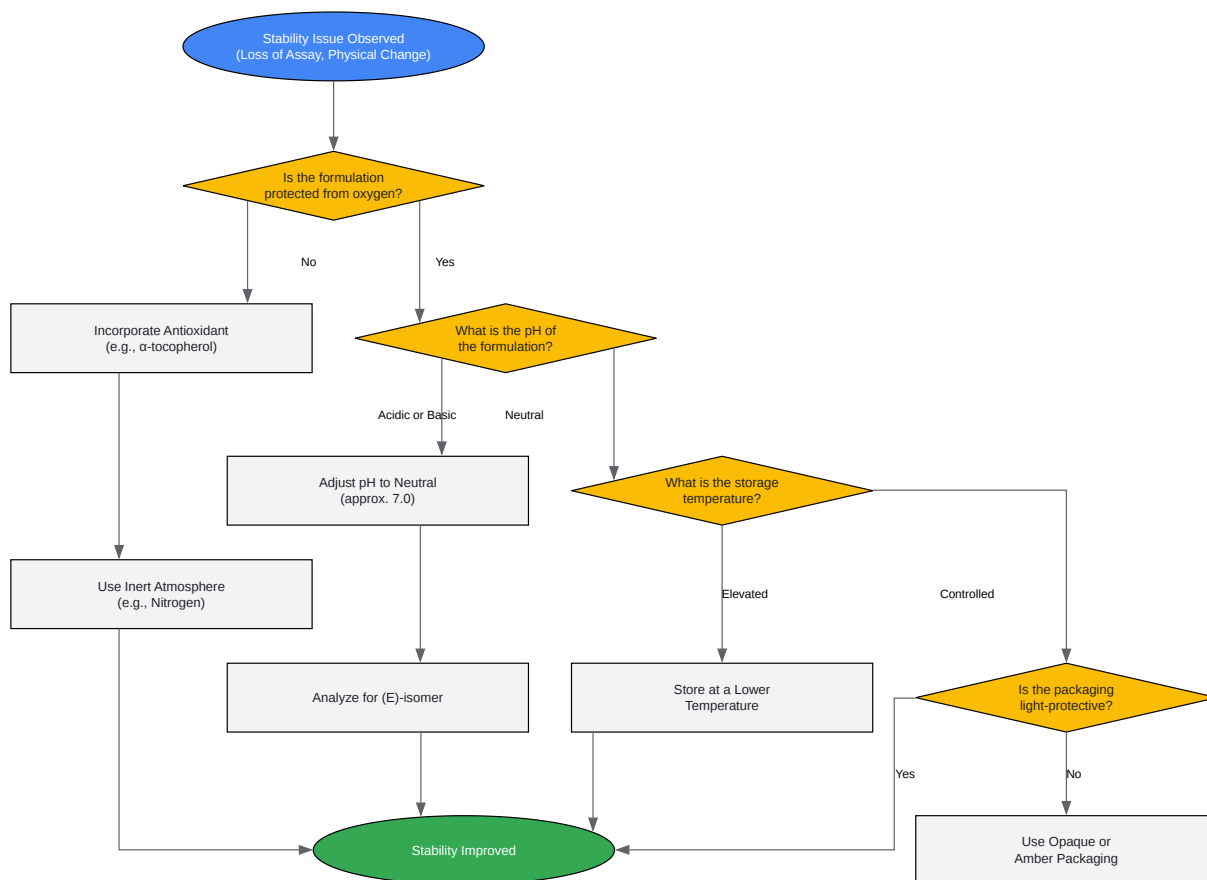 Stability Issue Observed
(Loss of Assay, Physical Change)
Is the formulation
protected from oxygen?
No
Yes
Incorporate Antioxidant
(e.g., α-tocopherol)
What is the pH of
the formulation?
Acidic or Basic
Neutral
Adjust pH to Neutral
(approx. 7.0)
What is the storage
temperature?
Use Inert Atmosphere
(e.g., Nitrogen)
Elevated
Controlled
Analyze for (E)-isomer
Store at a Lower
Temperature
Is the packaging
light-protective?
Yes
No
Stability Improved
Use Opaque or
Amber Packaging